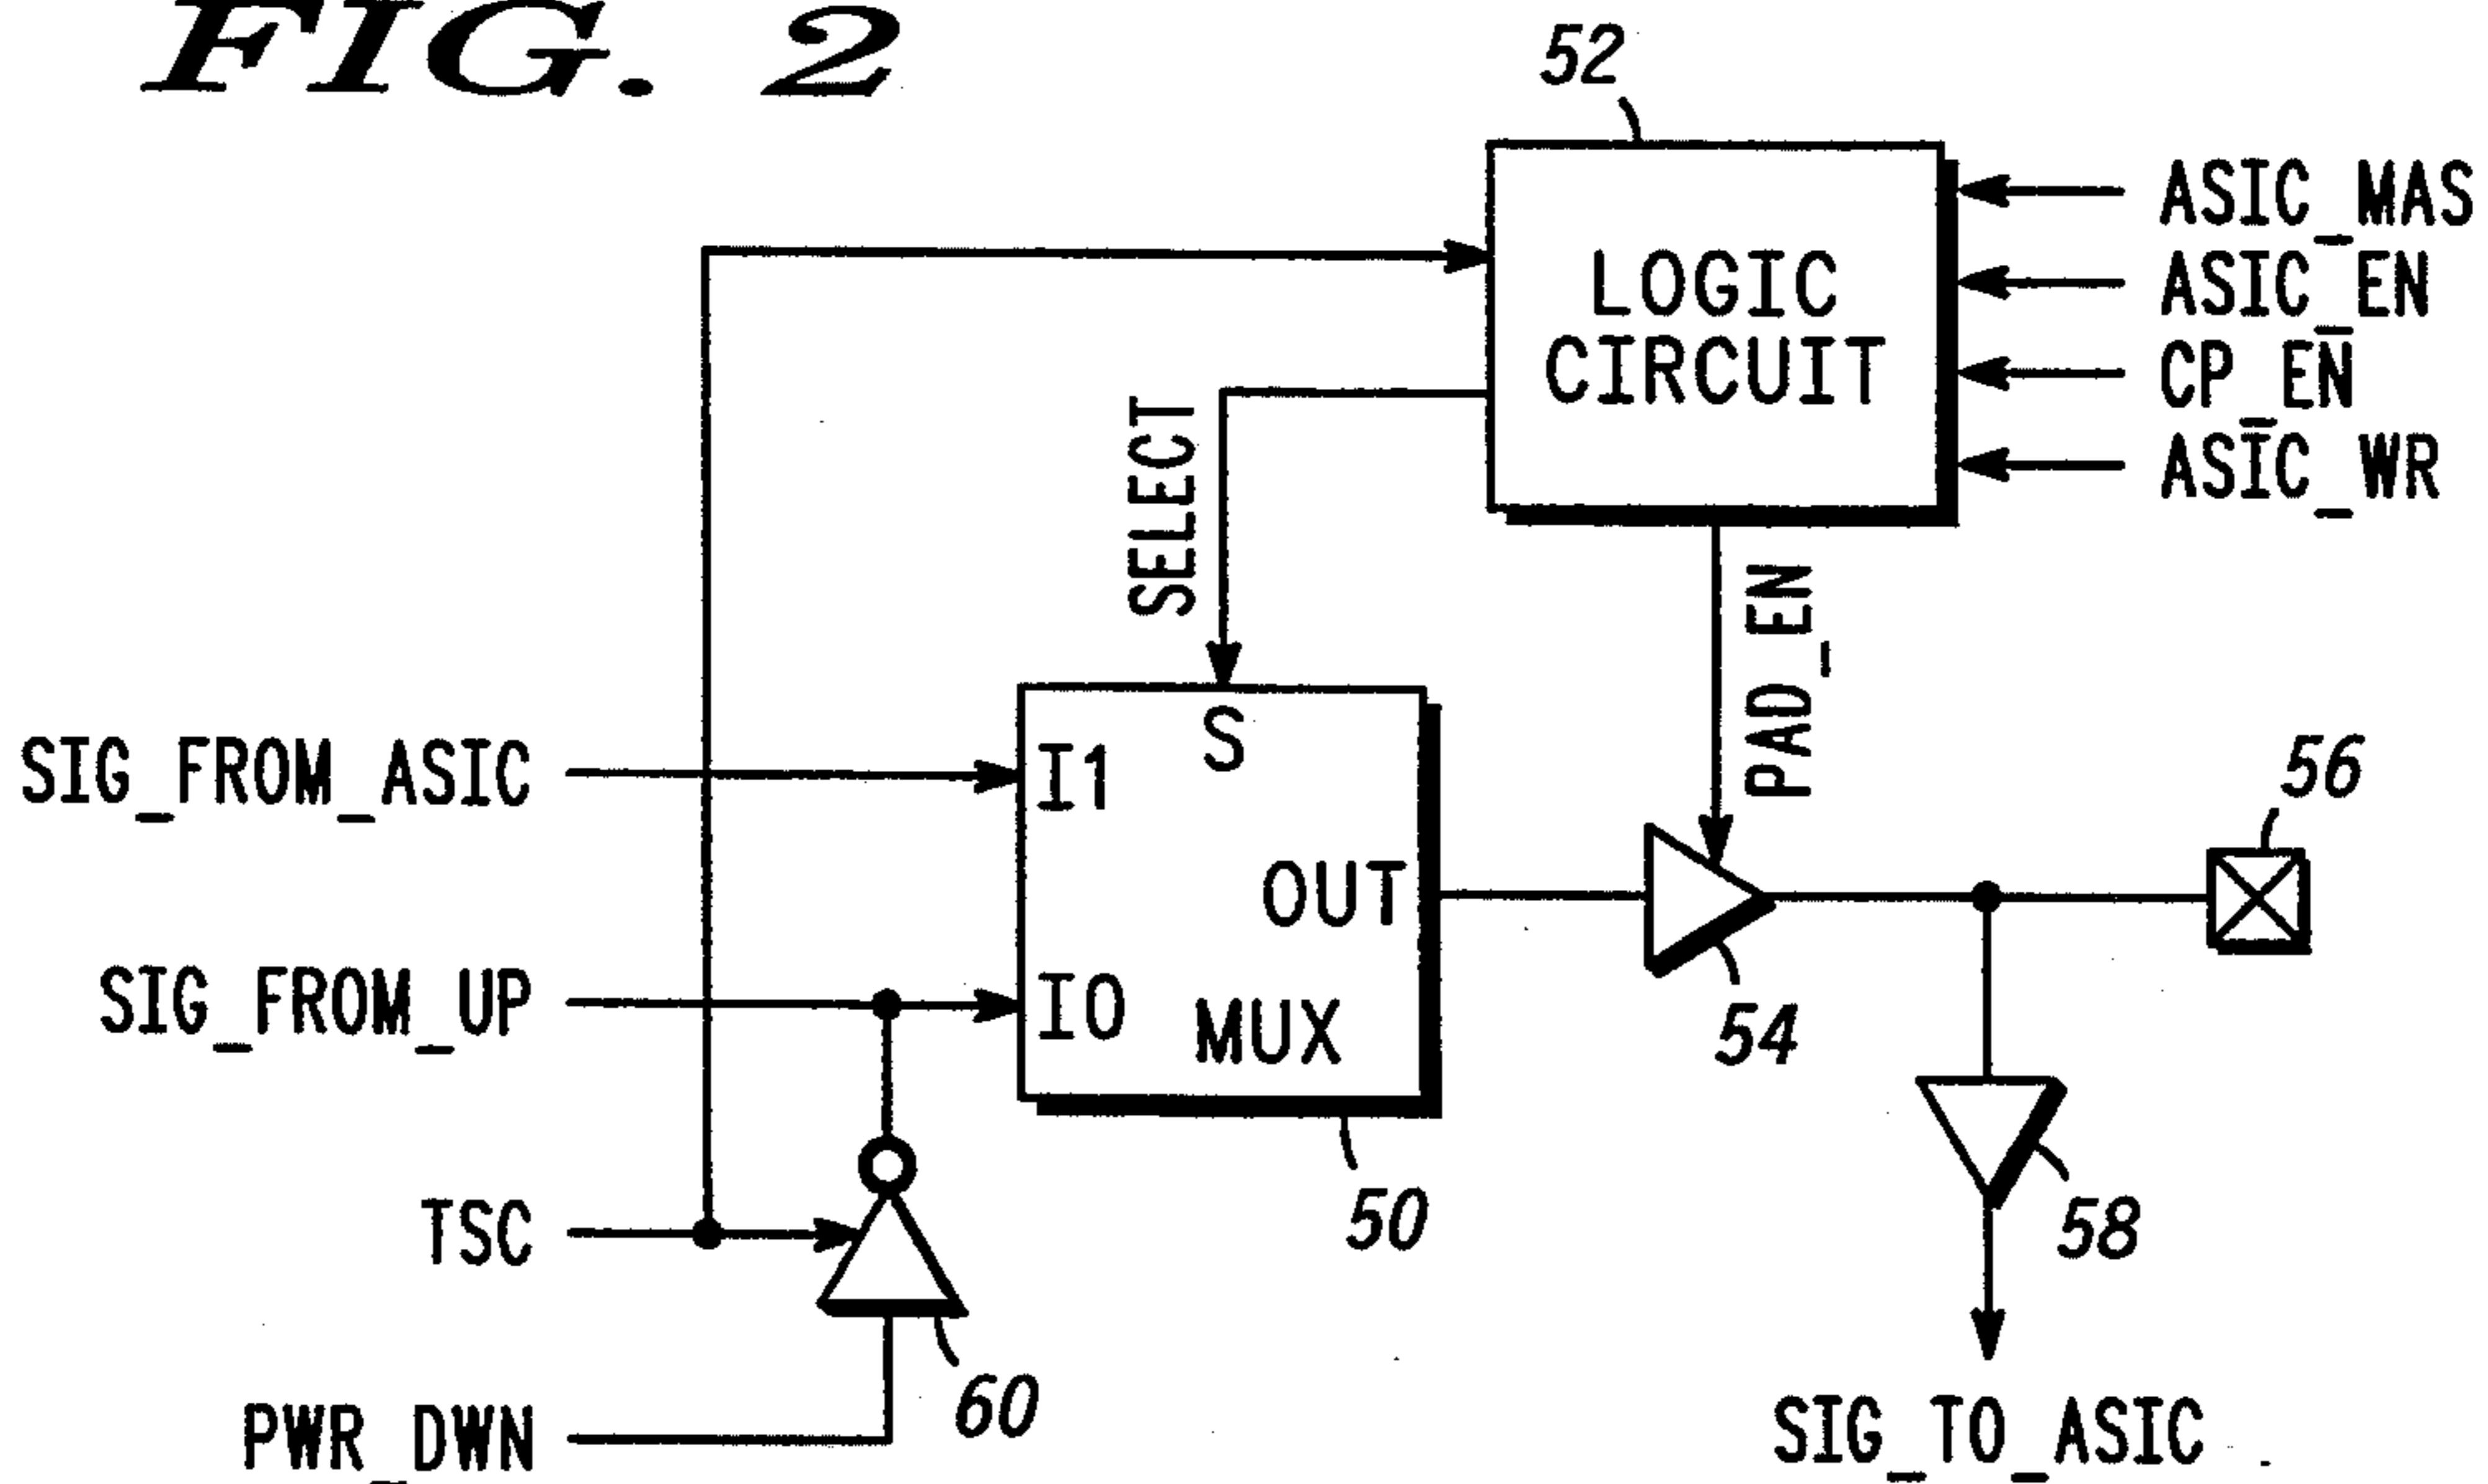 FIG. 2
52
ASIC_MAS
ASIC_EN
CP_EN
ASIC_WR
LOGIC
CIRCUIT
SELECT
PAD_EN
SIG_FROM_ASIC
I1
S
56
OUT
SIG_FROM_UP
I0
MUX
54
TSC
50
58
60
PWR_DWN
SIG_TO_ASIC